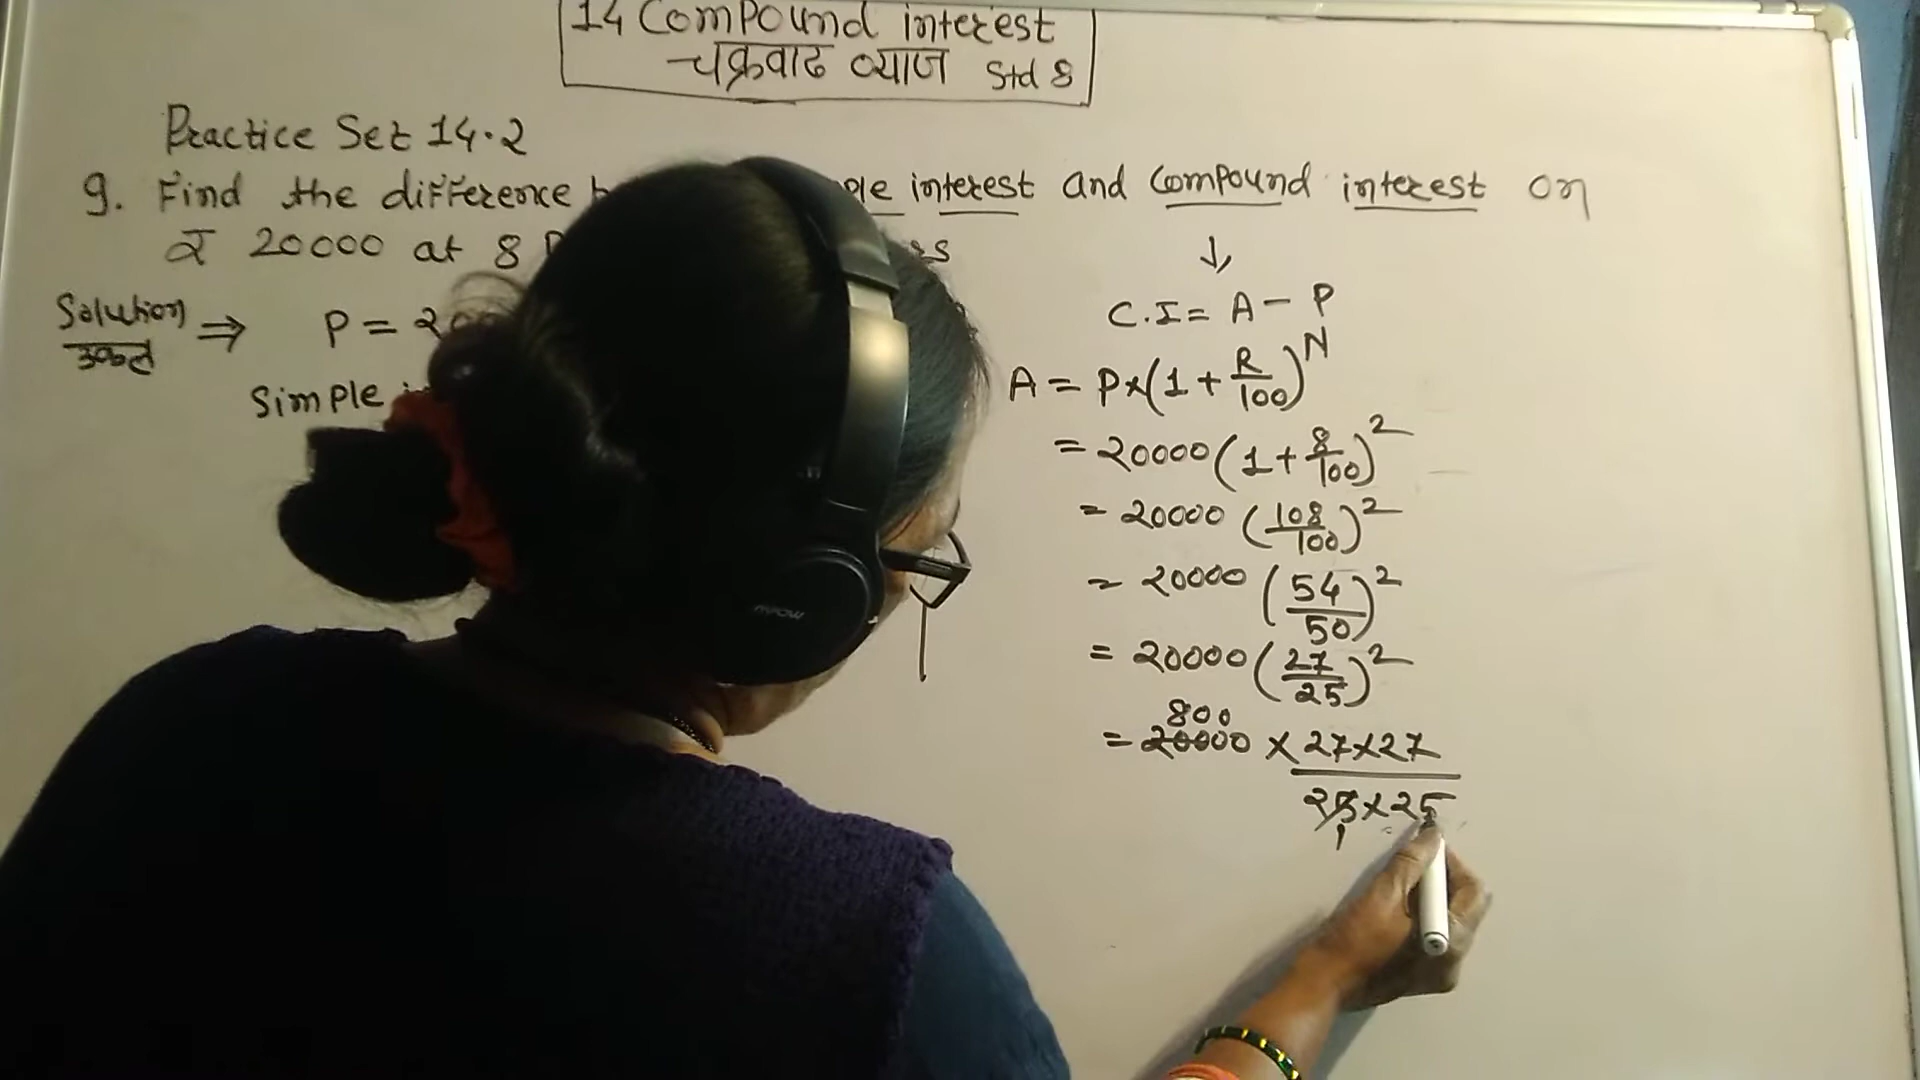 14 Compound interest
चक्रवाढ व्याज Std 8
Practice Set 14.2
9. Find the difference interest and compound interest on
₹ 20000 at 8
↓
Solution ⇒ P =
उकल
Simple
C.I = A - P
A = P×(1 + R/100)^N
= 20000 (1 + 8/100)^2
= 20000 (108/100)^2
= 20000 (54/50)^2
= 20000 (27/25)^2
800
= 20000 × 27×27
25×25
1
mpow